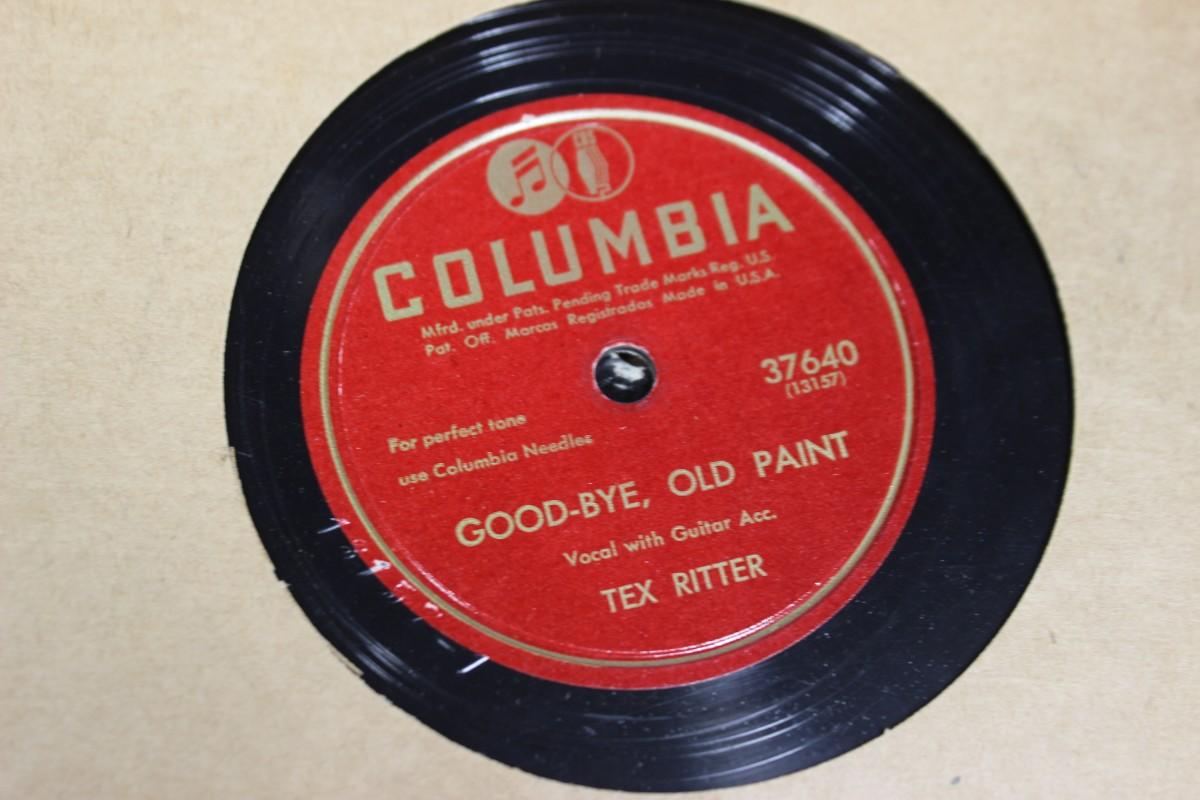 CBS
COLUMBIA
Mfrd. under Pats. Pending Trade Marks Reg. U.S.
Pat. Off. Marcas Registradas Made in U.S.A.
37640
(13157)
For perfect tone
use Columbia Needles
GOOD-BYE, OLD PAINT
Vocal with Guitar Acc.
TEX RITTER